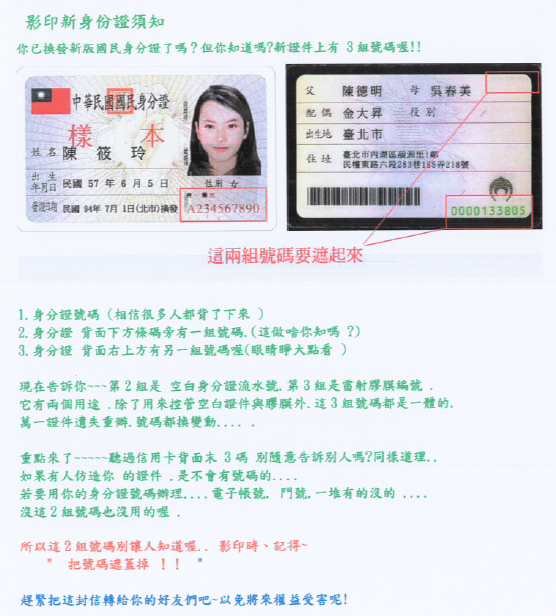 影印新身份證須知
你已換發新版國民身分證了嗎？但你知道嗎?新證件上有 3 組號碼喔!!
中華民國國民身分證
樣 本
姓名 陳 筱 玲
出 生
年月日 民國 57 年 6 月 5 日 性別 女
發證日期 民國 94年 7月 1日(北市)換發
A234567890
父 陳德明 母 吳春美
配偶 金大昇 役別
出生地 臺北市
住址 臺北市內湖區
民權東路六段283巷
0000133805
這兩組號碼要遮起來
1.身分證號碼 (相信很多人都背了下來 )
2.身分證 背面下方條碼旁有一組號碼.(這做啥你知嗎 ?)
3.身分證 背面右上方有另一組號碼喔(眼睛睜大點看 )
現在告訴你~~~第 2 組是 空白身分證流水號.第 3 組是雷射膠膜編號 .
它有兩個用途 .除了用來控管空白證件與膠膜外.這 3 組號碼都是一體的.
萬一證件遺失重辦.號碼都換變動.... .
重點來了~~~~~聽過信用卡背面末 3 碼 別隨意告訴別人嗎?同樣道理..
如果有人仿造你 的證件 .是不會有號碼的....
若要用你的身分證號碼辦理....電子帳號. 門號.一堆有的沒的 ....
沒這 2 組號碼也沒用的喔 .
所以這 2 組號碼別讓人知道喔.. 影印時、記得~
" 把號碼遮蓋掉 ！！ "
趕緊把這封信轉給你的好友們吧~以免將來權益受害呢!